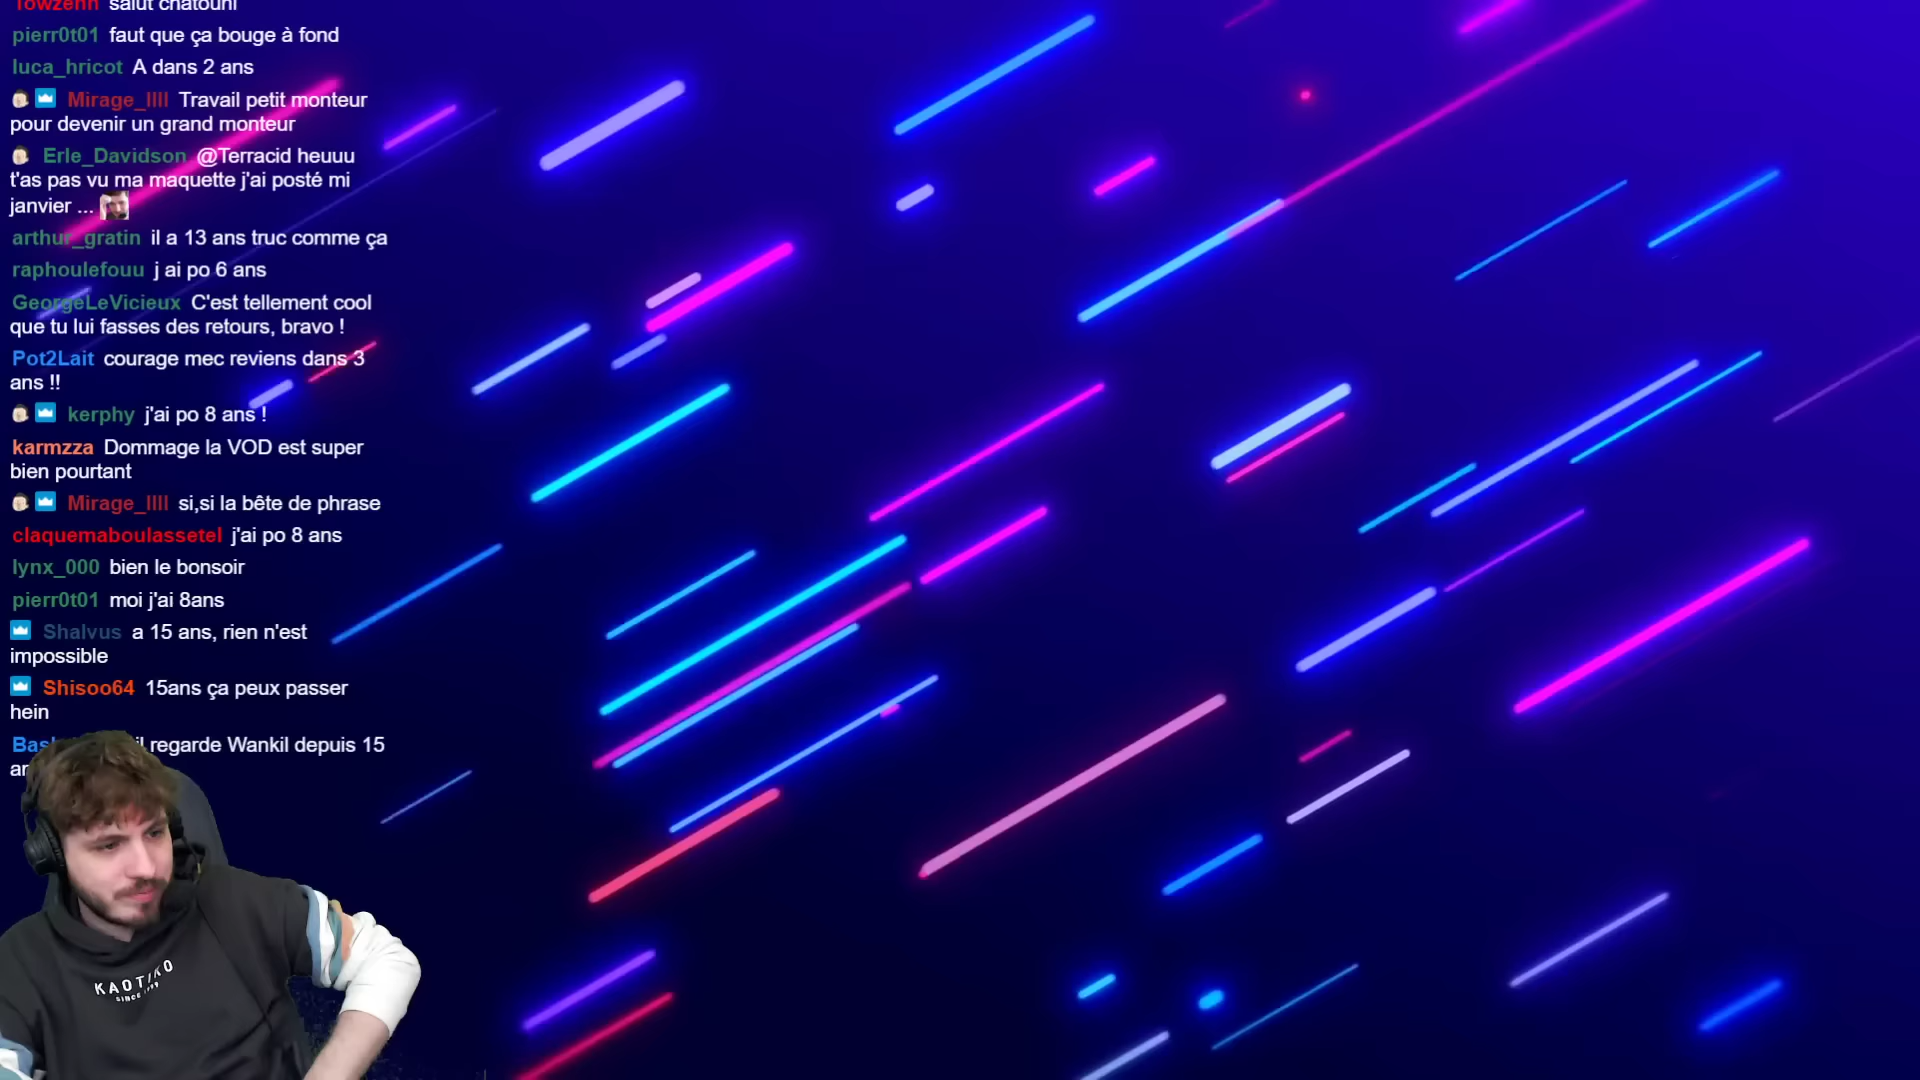 Towzenn salut chatouni
pierr0t01 faut que ça bouge à fond
luca_hricot A dans 2 ans
Mirage_IIII Travail petit monteur
pour devenir un grand monteur
Erle_Davidson @Terracid heuuu
t'as pas vu ma maquette j'ai posté mi
janvier ...
arthur_gratin il a 13 ans truc comme ça
raphoulefouu j ai po 6 ans
GeorgeLeVicieux C'est tellement cool
que tu lui fasses des retours, bravo !
Pot2Lait courage mec reviens dans 3
ans !!
kerphy j'ai po 8 ans !
karmzza Dommage la VOD est super
bien pourtant
Mirage_IIII si,si la bête de phrase
claquemaboulassetel j'ai po 8 ans
lynx_000 bien le bonsoir
pierr0t01 moi j'ai 8ans
Shalvus a 15 ans, rien n'est
impossible
Shisoo64 15ans ça peux passer
hein
il regarde Wankil depuis 15
KAOTIKO
SINCE